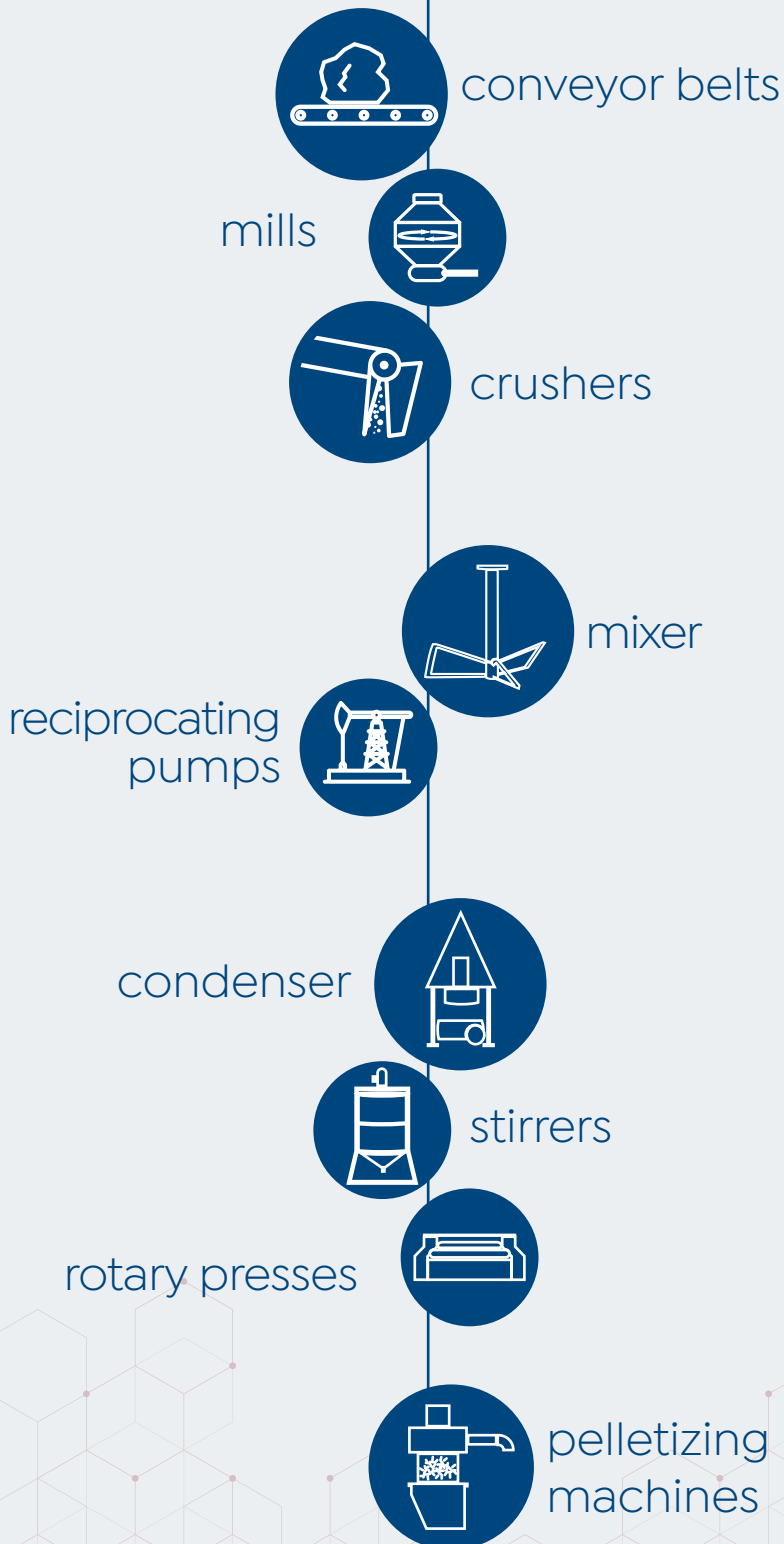 conveyor belts
mills
crushers
mixer
reciprocating
pumps
condenser
stirrers
rotary presses
pelletizing
machines